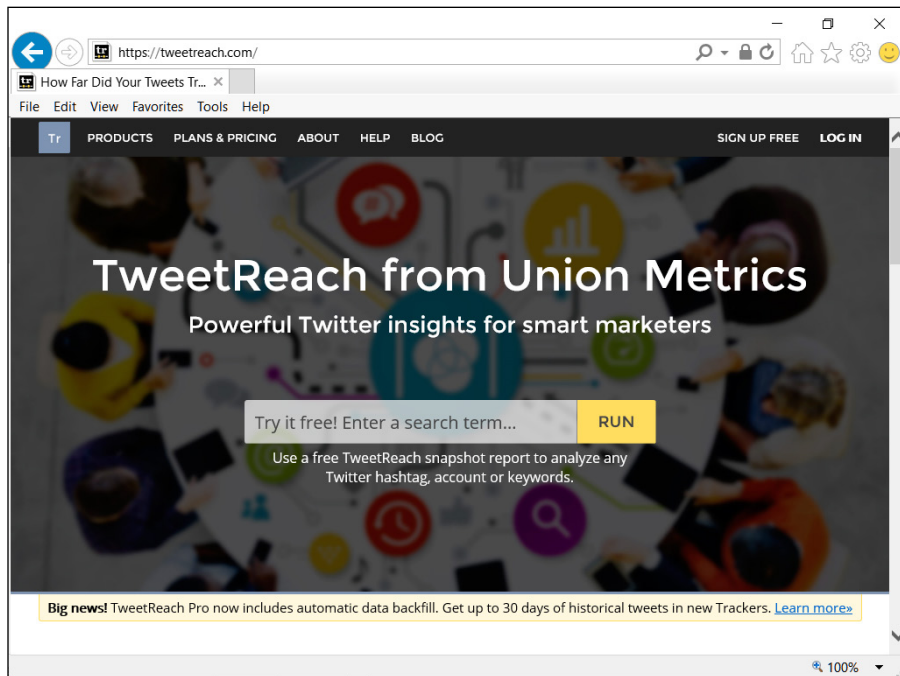 https://tweetreach.com/
How Far Did Your Tweets Tr...
File Edit View Favorites Tools Help
Tr PRODUCTS PLANS & PRICING ABOUT HELP BLOG SIGN UP FREE LOG IN
TweetReach from Union Metrics
Powerful Twitter insights for smart marketers
Try it free! Enter a search term... RUN
Use a free TweetReach snapshot report to analyze any
Twitter hashtag, account or keywords.
Big news! TweetReach Pro now includes automatic data backfill. Get up to 30 days of historical tweets in new Trackers. Learn more»
100%